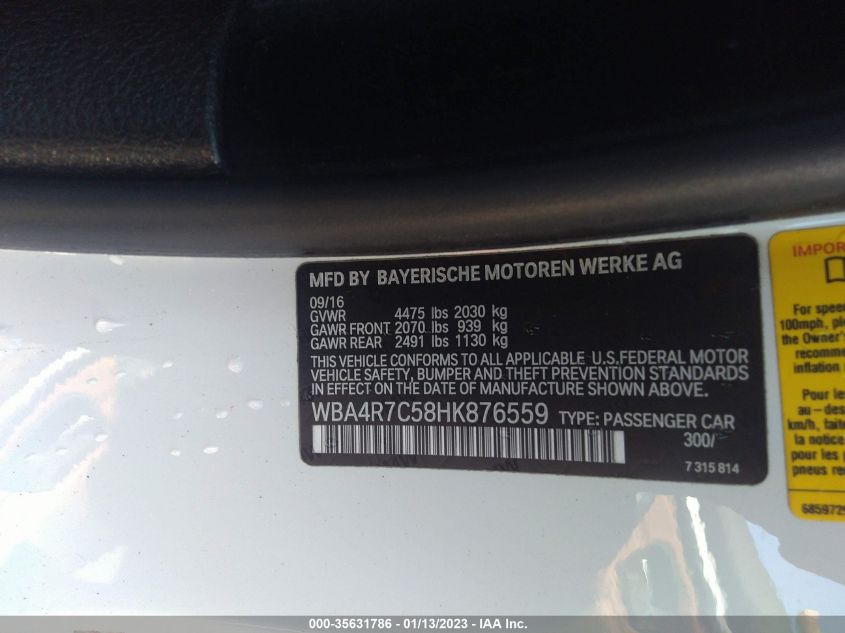 MFD BY BAYERISCHE MOTOREN WERKE AG
09/16
GVWR 4475 lbs 2030 kg
GAWR FRONT 2070 lbs 939 kg
GAWR REAR 2491 lbs 1130 kg
THIS VEHICLE CONFORMS TO ALL APPLICABLE U.S.FEDERAL MOTOR
VEHICLE SAFETY, BUMPER AND THEFT PREVENTION STANDARDS
IN EFFECT ON THE DATE OF MANUFACTURE SHOWN ABOVE.
WBA4R7C58HK876559 TYPE: PASSENGER CAR
300/
7 315 814
IMPOR
For spee
100mph, pl
the Owner's
recomme
inflation
Pour le
au-de
km/h, fait
la notice
pour les
pneus re
685972
000-35631786 - 01/13/2023 - IAA Inc.